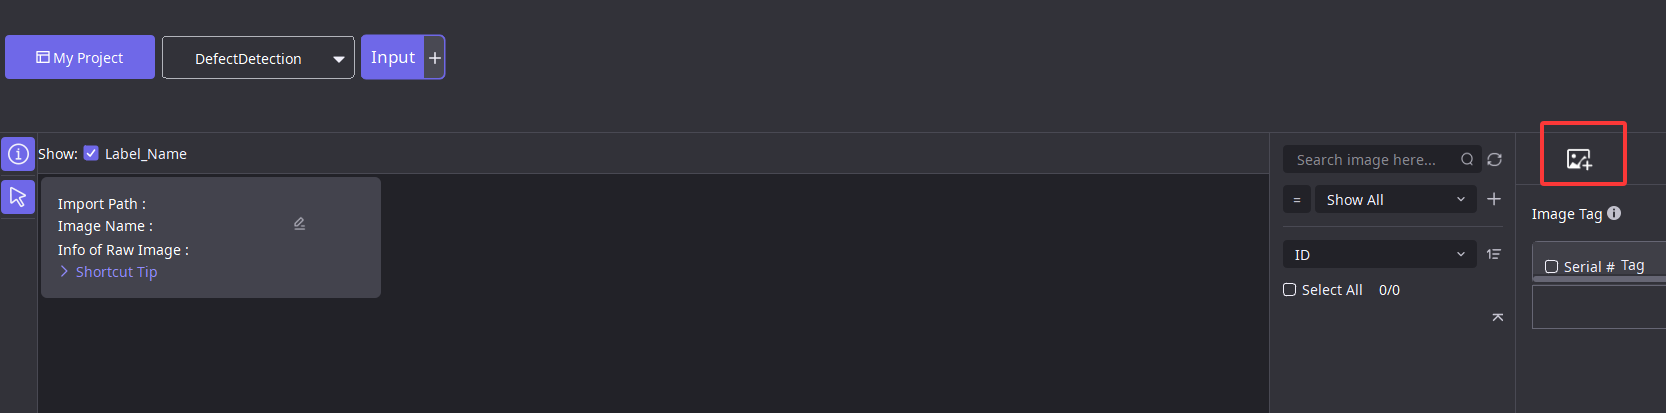 My Project
DefectDetection
Input +
Show: Label_Name
Import Path :
Image Name :
Info of Raw Image :
> Shortcut Tip
Search image here...
= Show All +
ID
Select All 0/0
Image Tag
Serial # Tag